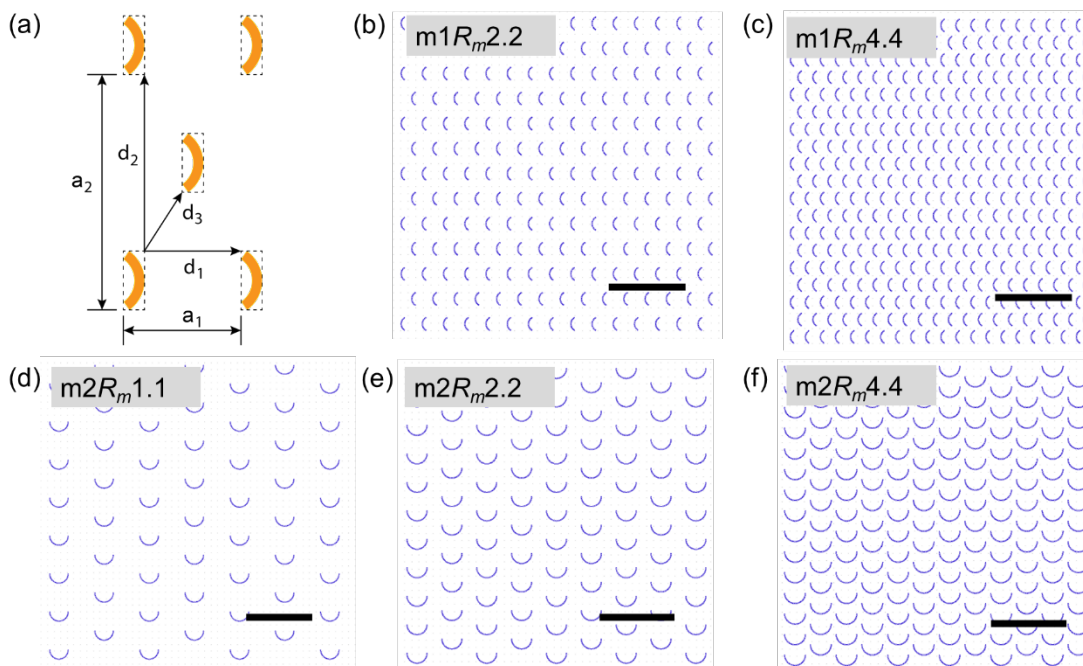 (a)
a₂
d₂
d₃
d₁
a₁
(b)
m1Rₘ2.2
(c)
m1Rₘ4.4
(d)
m2Rₘ1.1
(e)
m2Rₘ2.2
(f)
m2Rₘ4.4